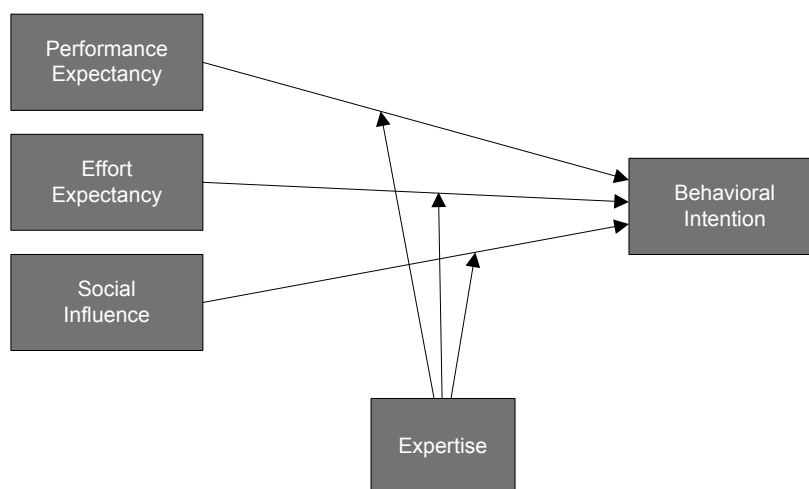 Performance
Expectancy
Effort
Expectancy
Social
Influence
Behavioral
Intention
Expertise